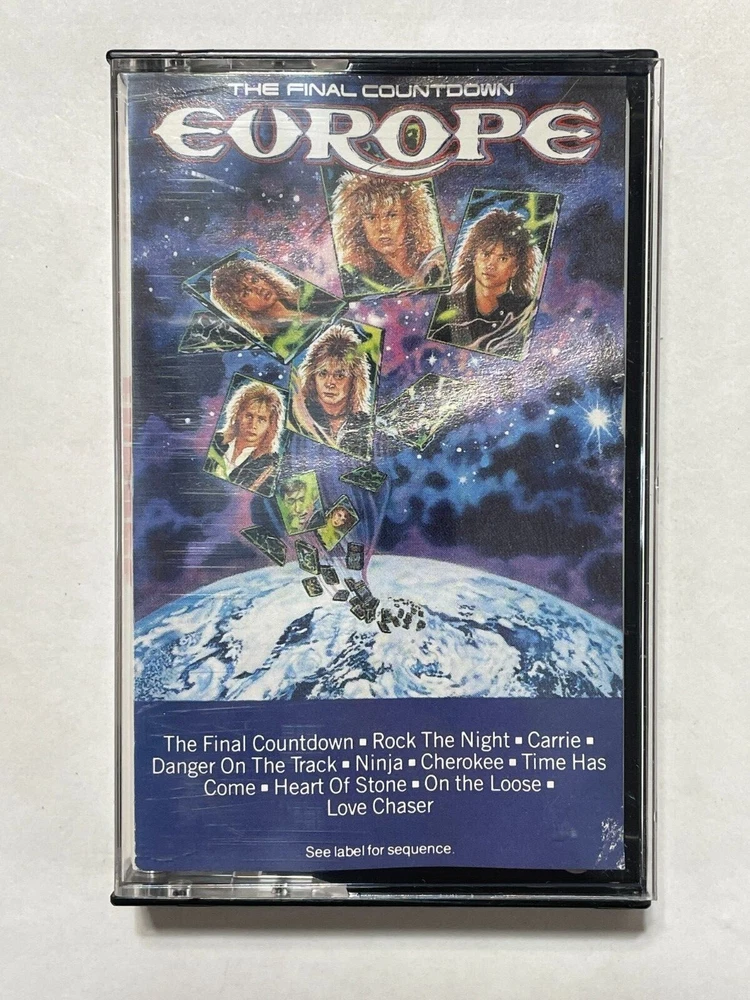 THE FINAL COUNTDOWN
EUROPE
The Final Countdown ▪ Rock The Night ▪ Carrie ▪
Danger On The Track ▪ Ninja ▪ Cherokee ▪ Time Has
Come ▪ Heart Of Stone ▪ On the Loose ▪
Love Chaser
See label for sequence.